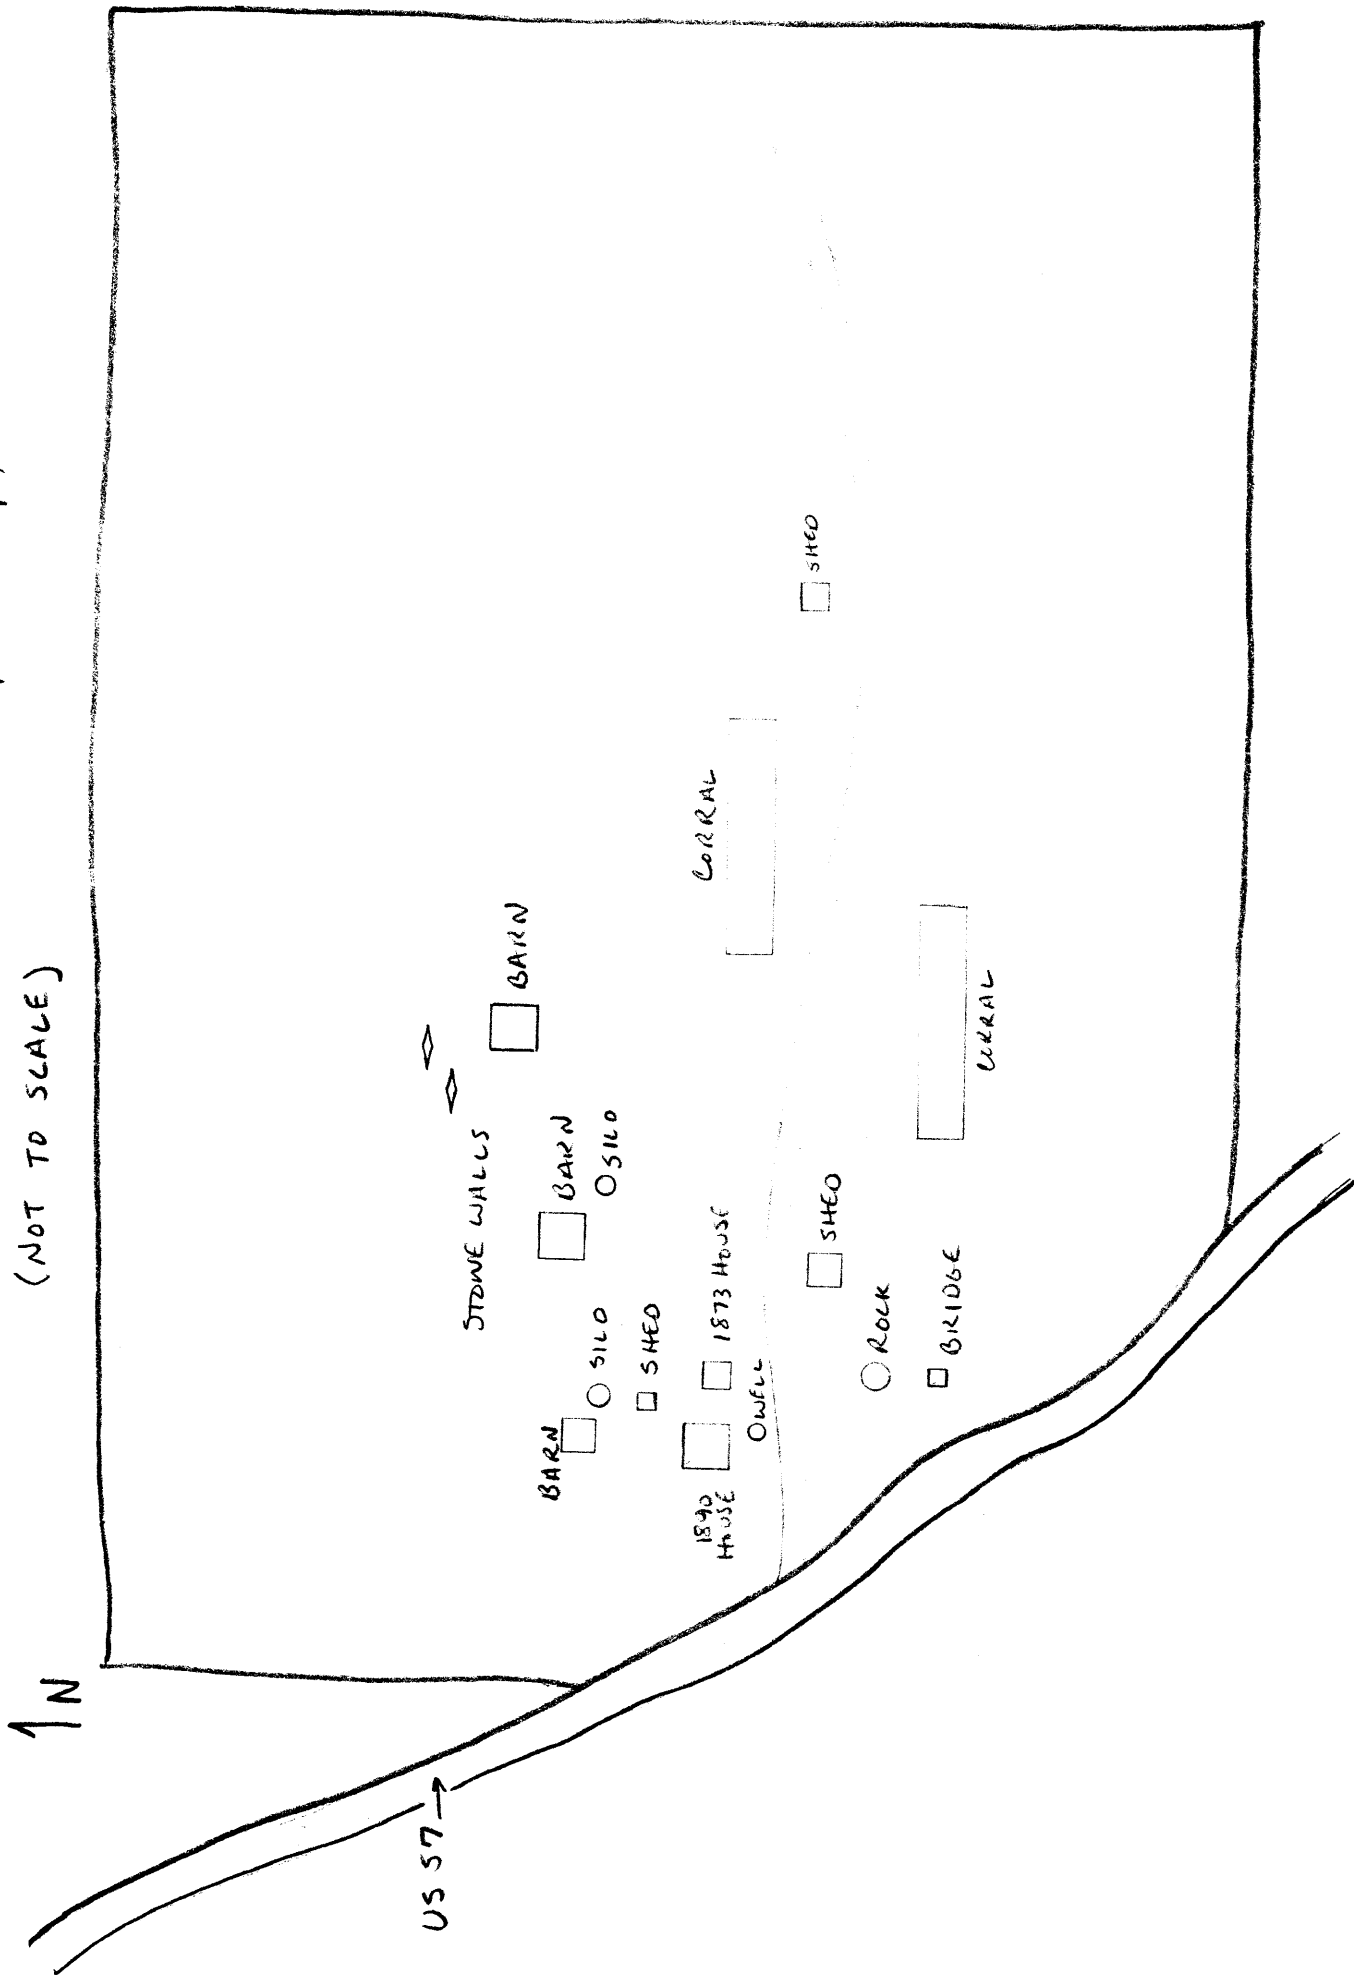 (NOT TO SCALE)
N
STONE WALLS
BARN
BARN
SILO
BARN
SILO
SHED
1890
HOUSE
1873 HOUSE
WELL
CORRAL
SHED
SHED
ROCK
BRIDGE
CORRAL
US 57